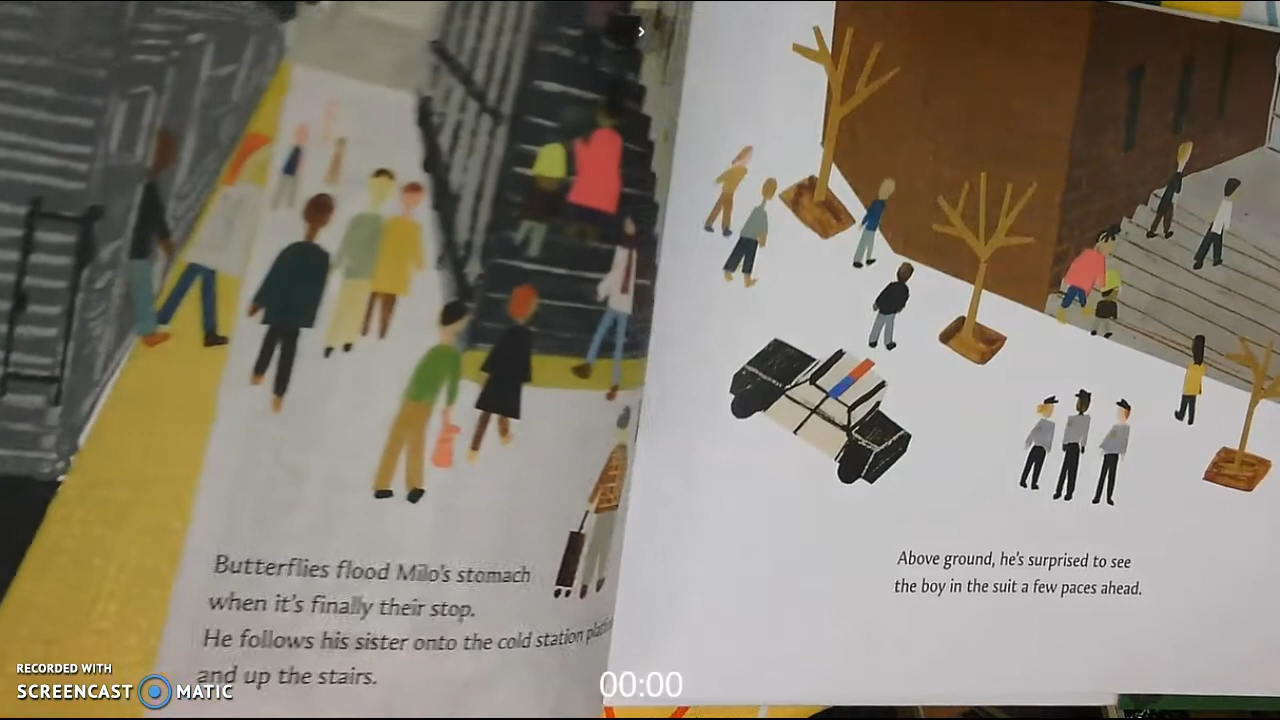 Butterflies flood Milo's stomach
when it's finally their stop.
He follows his sister onto the cold station
and up the stairs.
Above ground, he's surprised to see
the boy in the suit a few paces ahead.
RECORDED WITH
SCREENCAST MATIC
00:00